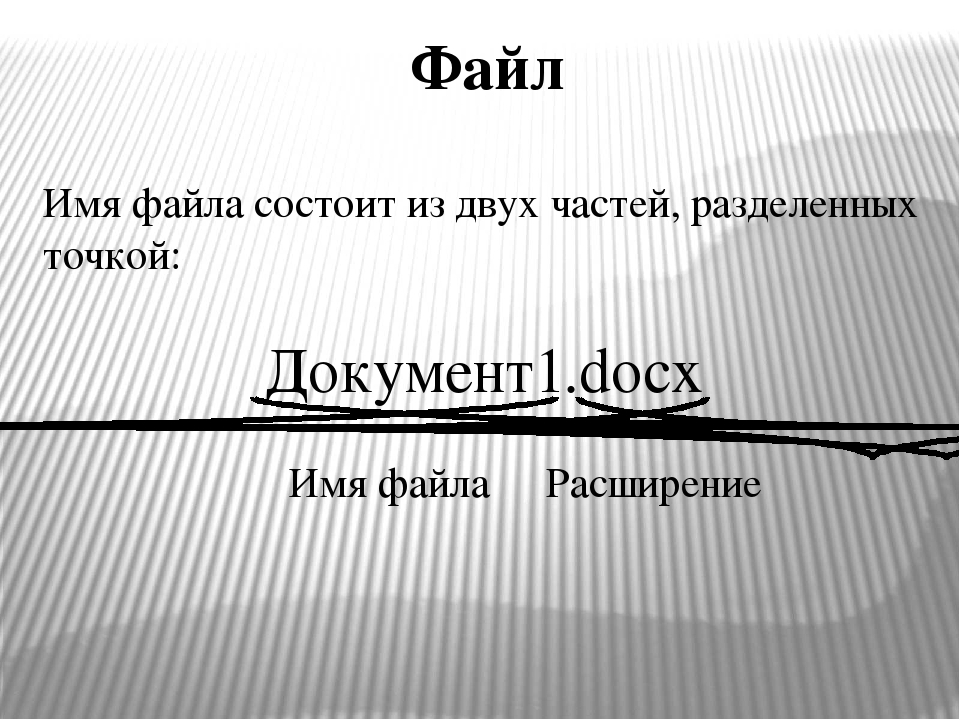 Файл
Имя файла состоит из двух частей, разделенных
точкой:
Документ1.docx
Имя файла Расширение